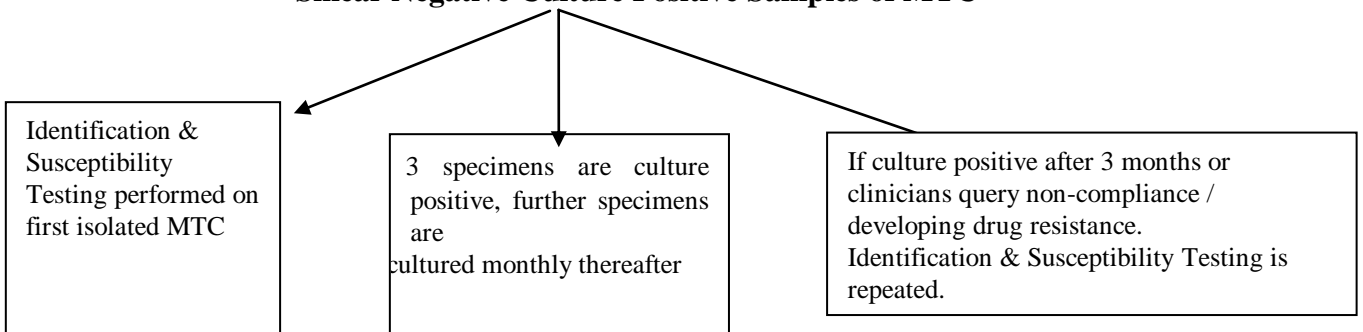 Smear Negative Culture Positive Samples of MTC
Identification &
Susceptibility
Testing performed on
first isolated MTC
3 specimens are culture
positive, further specimens
are
cultured monthly thereafter
If culture positive after 3 months or
clinicians query non-compliance /
developing drug resistance.
Identification & Susceptibility Testing is
repeated.